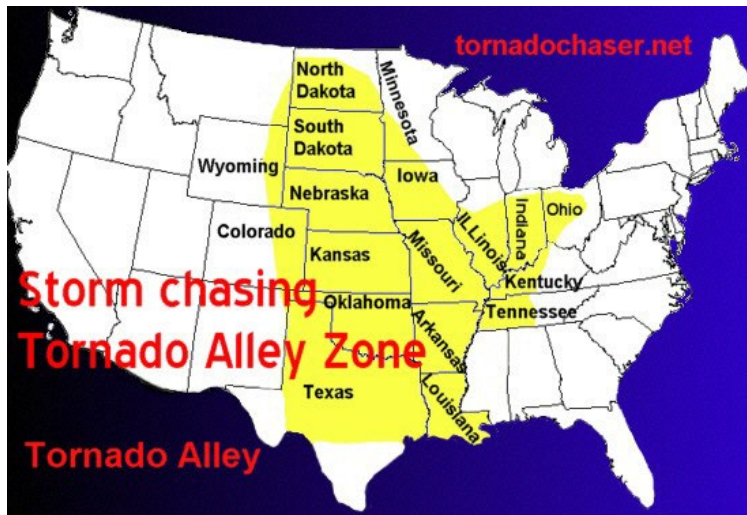 tornadochaser.net
North
Dakota
Minnesota
South
Dakota
Wyoming
Iowa
Nebraska
ILLinois
Indiana
Ohio
Colorado
Kansas
Missouri
Kentucky
Storm chasing
Oklahoma
Tennessee
Arkansas
Tornado Alley Zone
Texas
Louisiana
Tornado Alley